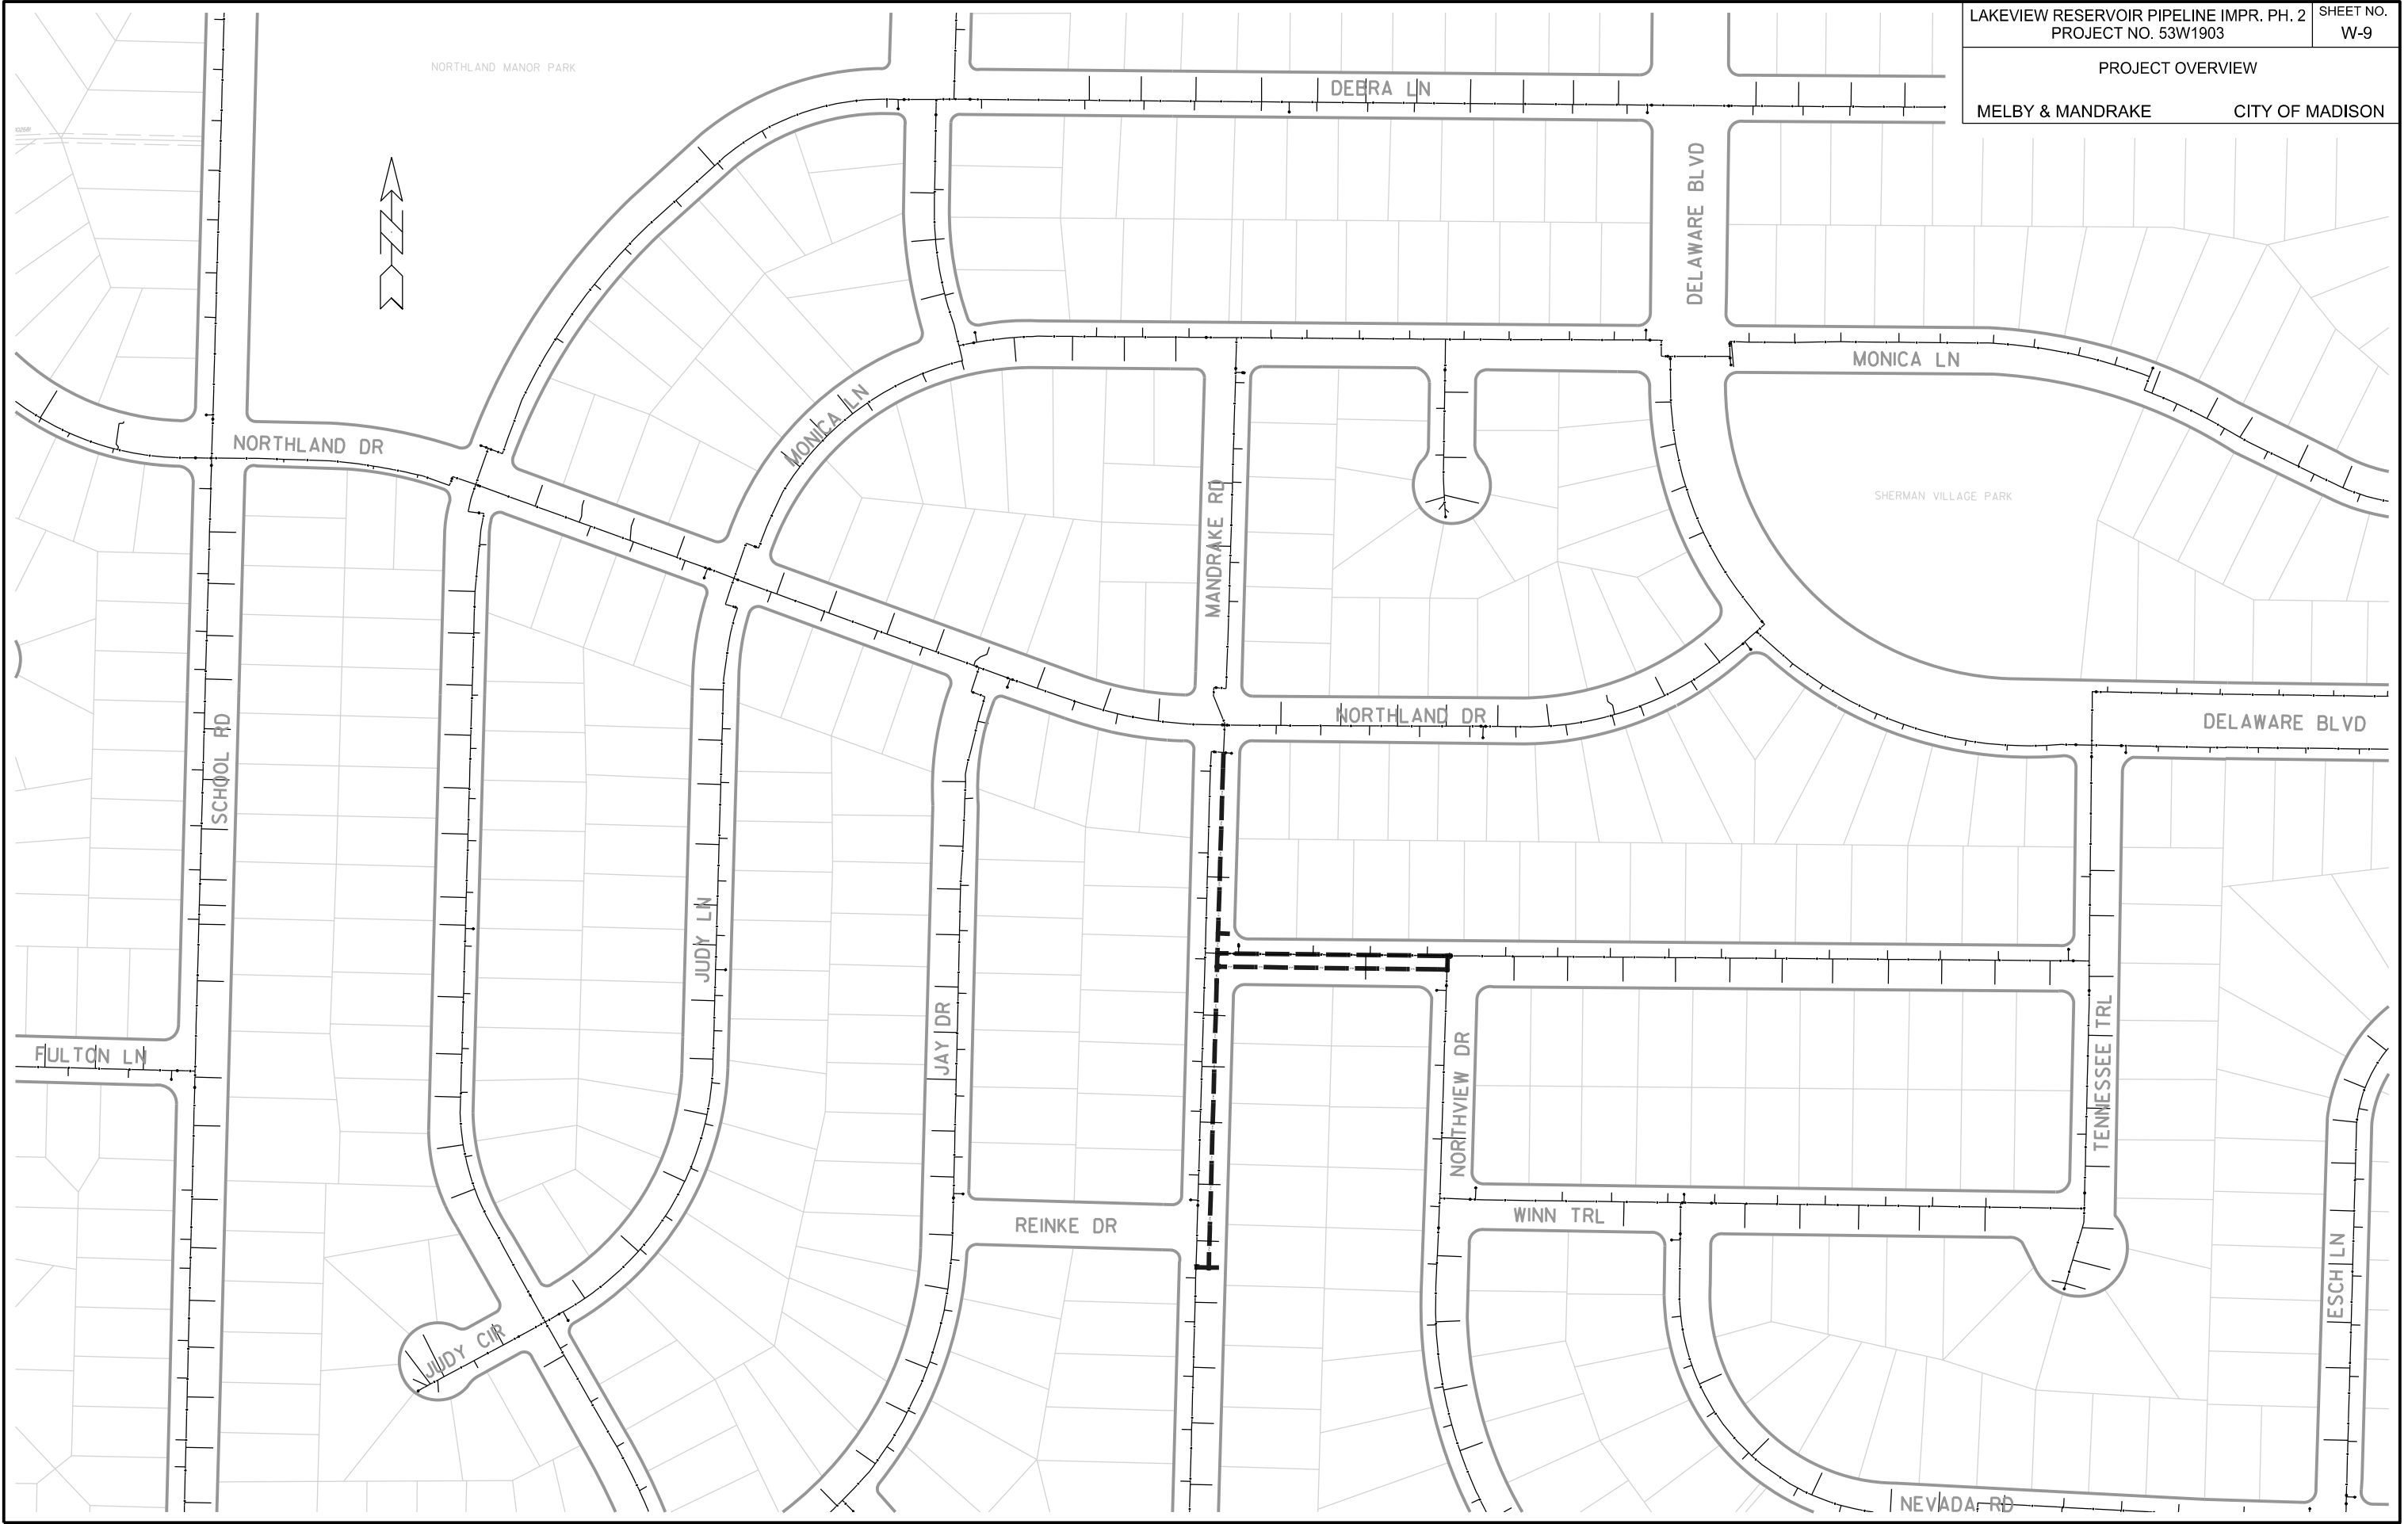 LAKEVIEW RESERVOIR PIPELINE IMPR. PH. 2
PROJECT NO. 53W1903
SHEET NO.
W-9
PROJECT OVERVIEW
MELBY & MANDRAKE
CITY OF MADISON
NORTHLAND MANOR PARK
DEBRA LN
DELAWARE BLVD
MONICA LN
MONICA LN
NORTHLAND DR
SHERMAN VILLAGE PARK
MANDRAKE RD
NORTHLAND DR
DELAWARE BLVD
SCHOOL RD
JUDY LN
JAY DR
FULTON LN
NORTHVIEW DR
TENNESSEE TRL
REINKE DR
WINN TRL
ESCH LN
JUDY CIR
NEVADA RD